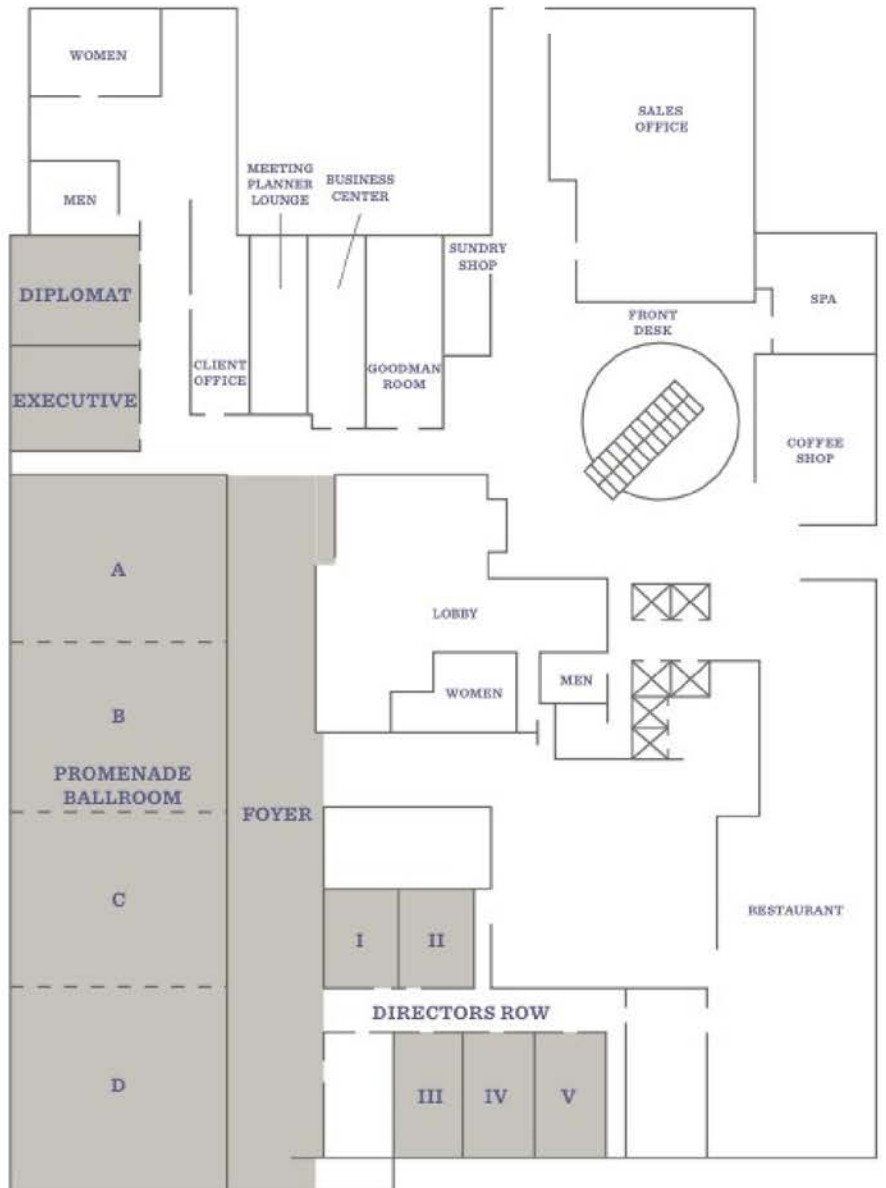 WOMEN
SALES
OFFICE
MEN
MEETING
PLANNER
LOUNGE
BUSINESS
CENTER
SUNDRY
SHOP
DIPLOMAT
SPA
FRONT
DESK
CLIENT
OFFICE
GOODMAN
ROOM
EXECUTIVE
COFFEE
SHOP
A
LOBBY
WOMEN
MEN
B
PROMENADE
BALLROOM
FOYER
C
I
II
RESTAURANT
DIRECTORS ROW
D
III
IV
V